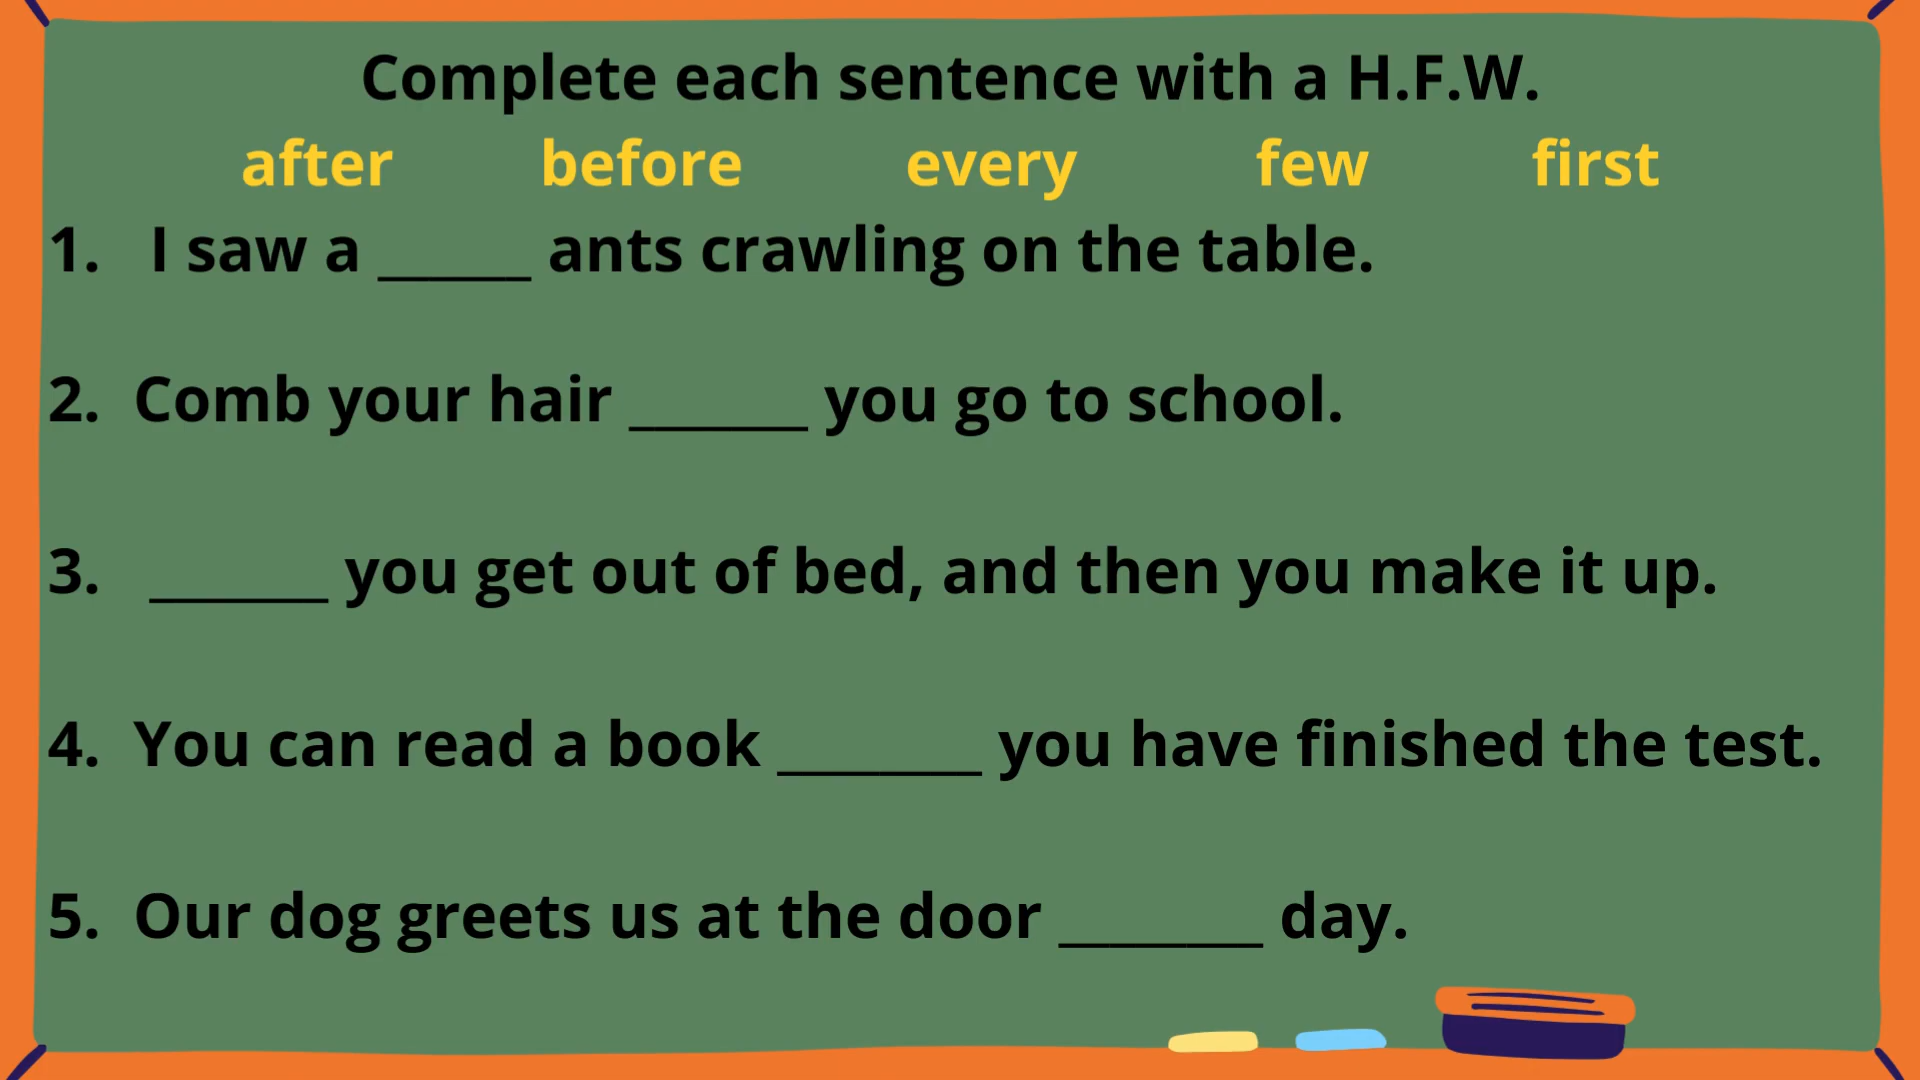 Complete each sentence with a H.F.W.
after before every few first
1. I saw a ______ ants crawling on the table.
2. Comb your hair _______ you go to school.
3. _______ you get out of bed, and then you make it up.
4. You can read a book ________ you have finished the test.
5. Our dog greets us at the door ________ day.